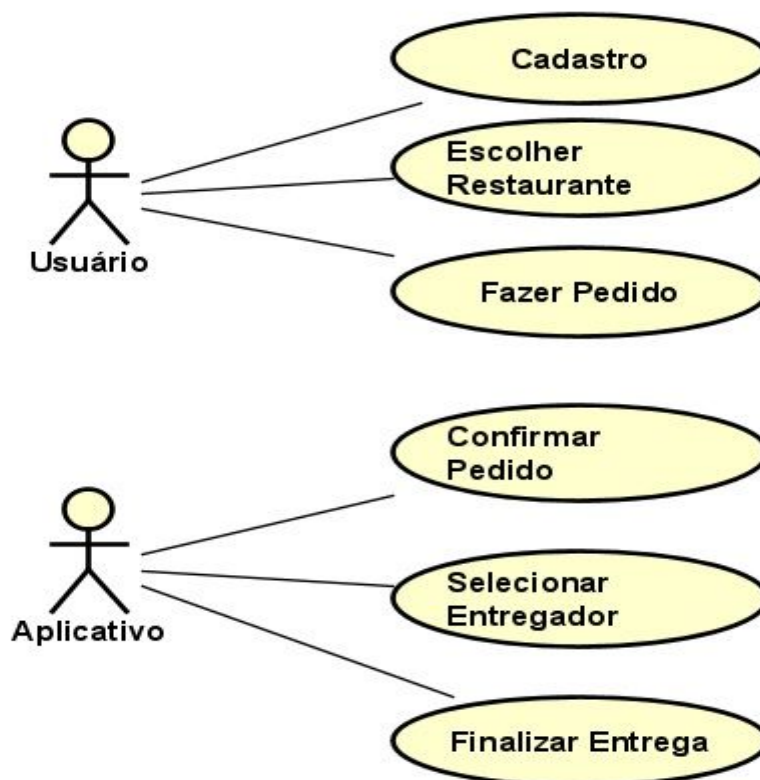 Cadastro
Escolher
Restaurante
Usuário
Fazer Pedido
Confirmar
Pedido
Selecionar
Entregador
Aplicativo
Finalizar Entrega